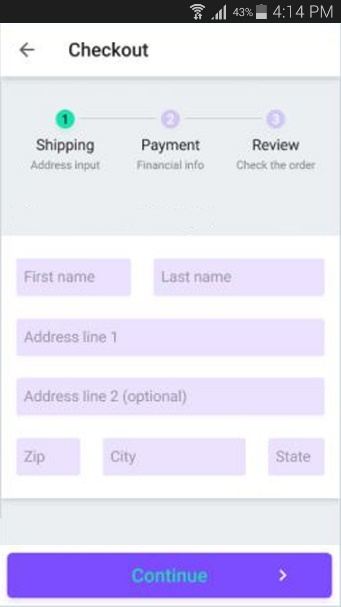 43% 4:14 PM
Checkout
1 2 3
Shipping Payment Review
Address input Financial info Check the order
First name Last name
Address line 1
Address line 2 (optional)
Zip City State
Continue